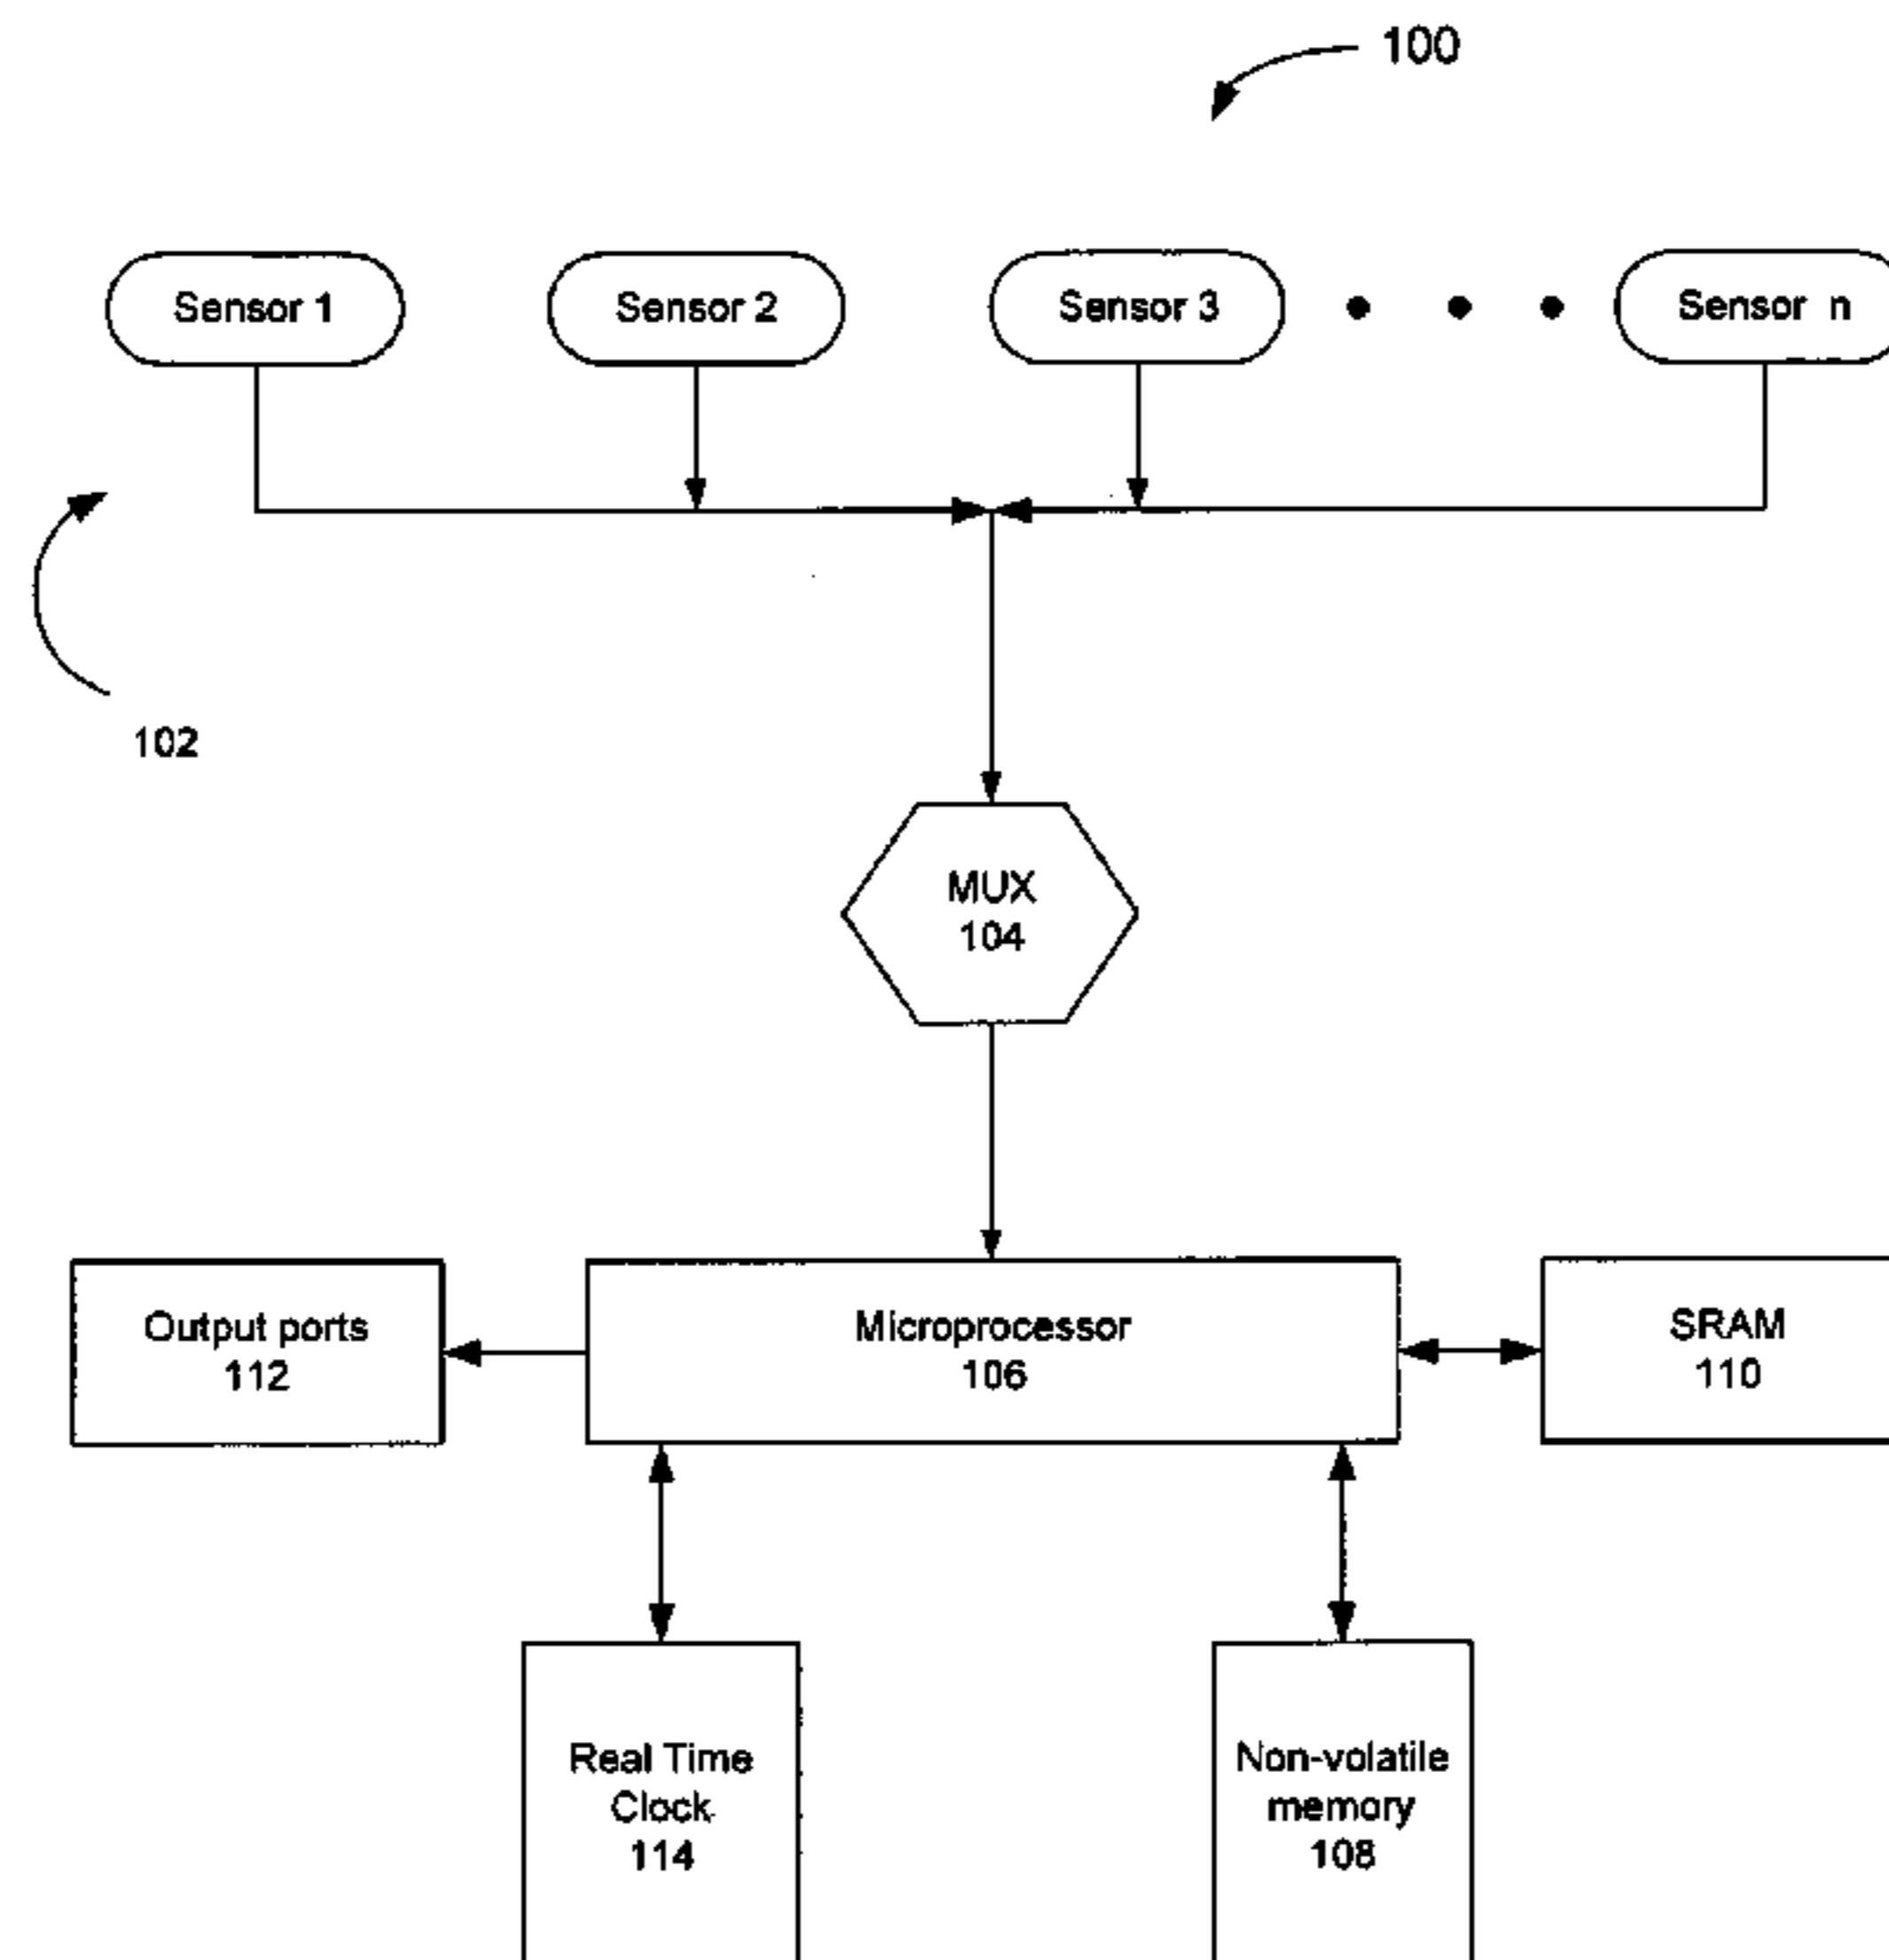 100
Sensor 1
Sensor 2
Sensor 3
Sensor n
102
MUX
104
Output ports
112
Microprocessor
106
SRAM
110
Real Time
Clock
114
Non-volatile
memory
108